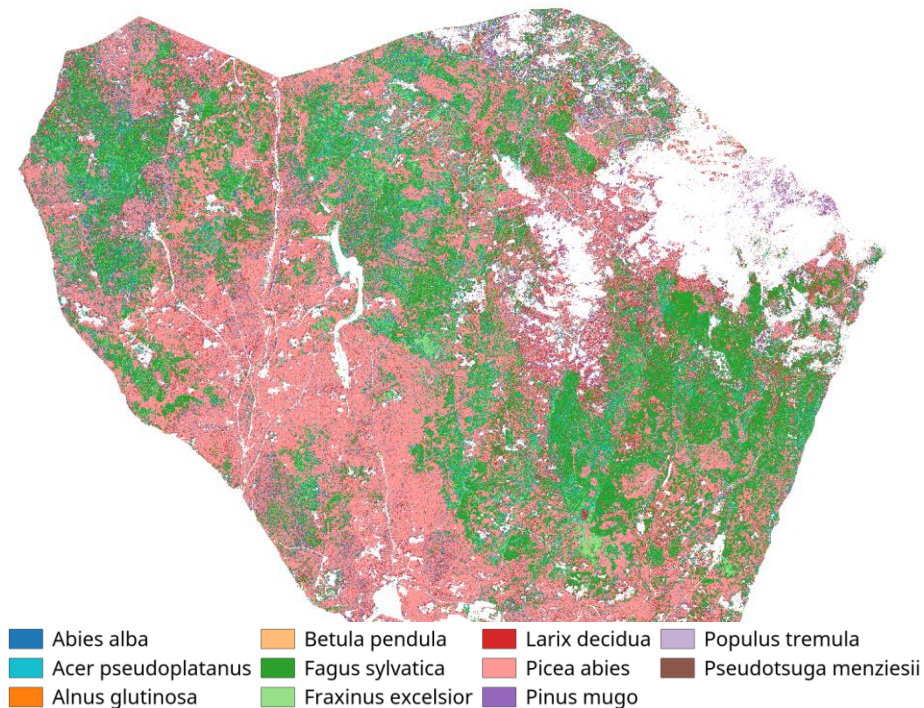 Abies alba
Acer pseudoplatanus
Alnus glutinosa
Betula pendula
Fagus sylvatica
Fraxinus excelsior
Larix decidua
Picea abies
Pinus mugo
Populus tremula
Pseudotsuga menziesii